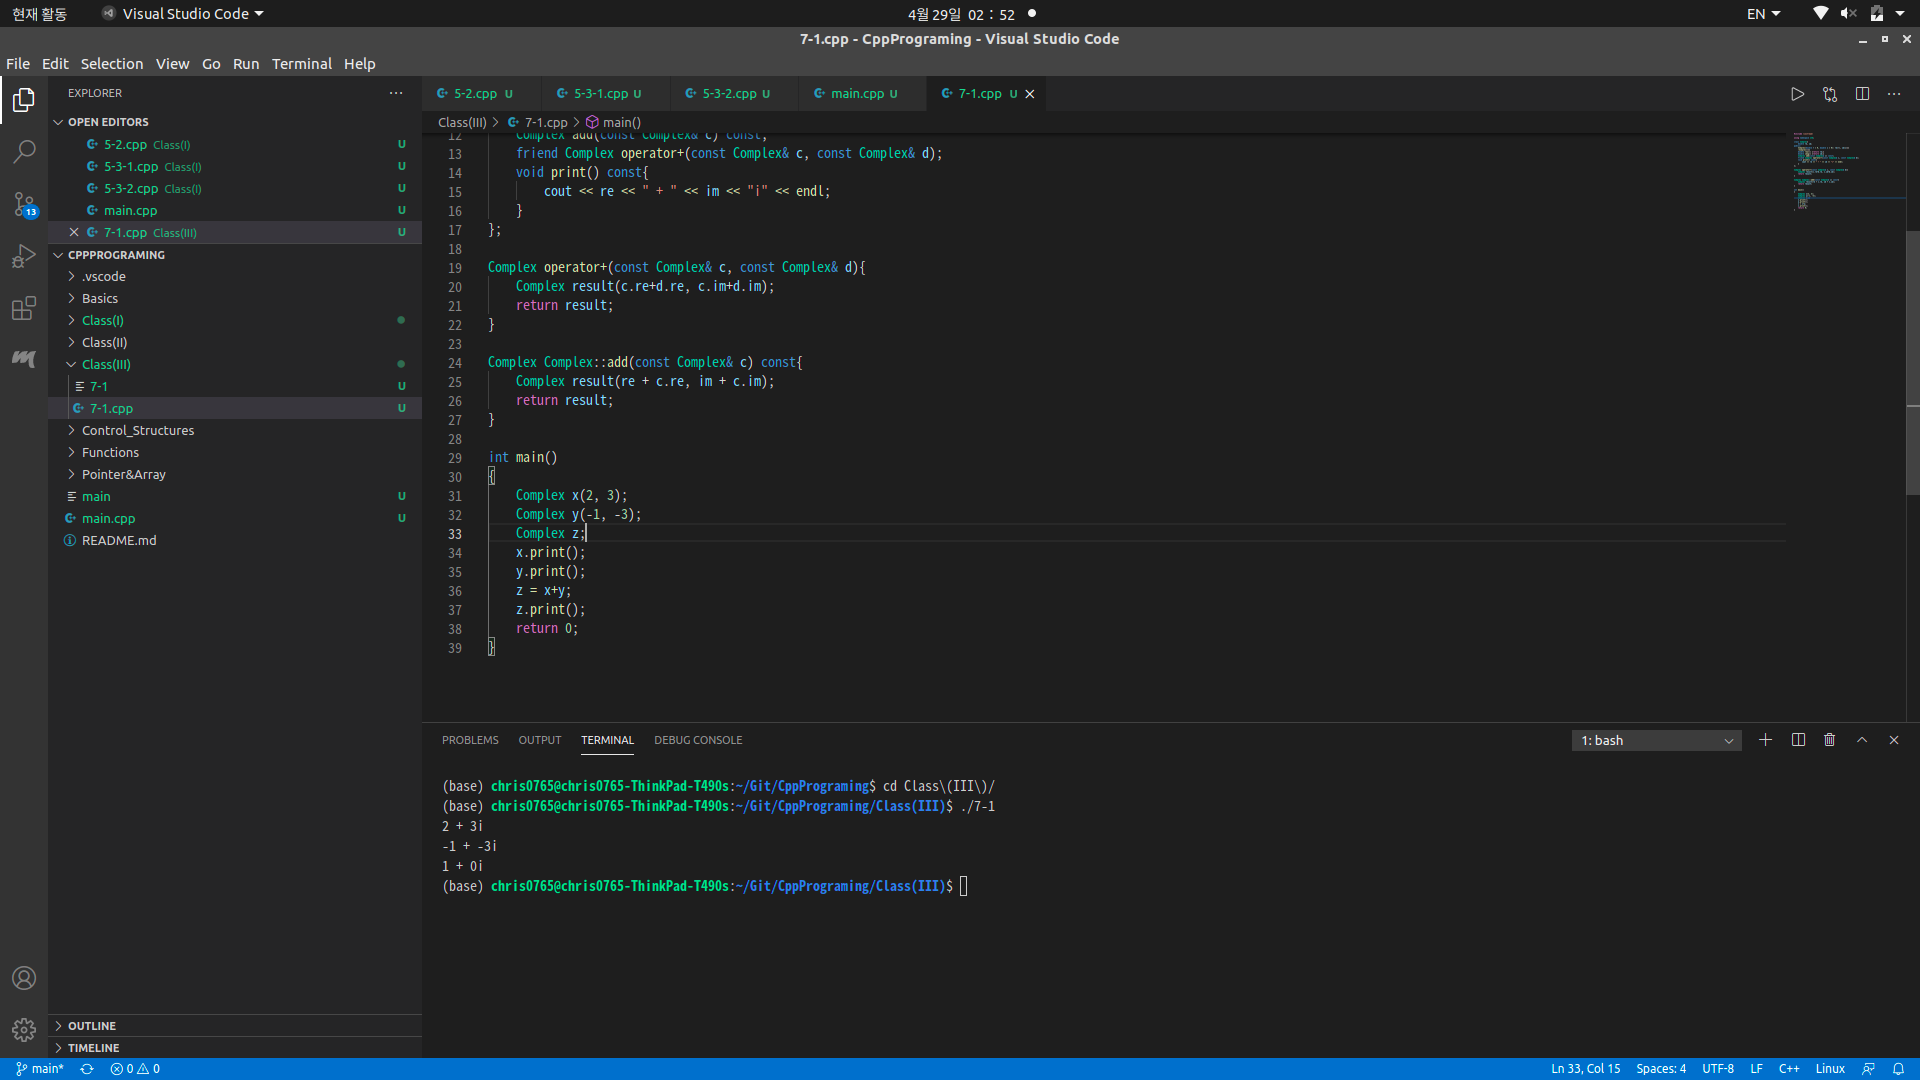 현재 활동 Visual Studio Code 4월 29일 02 : 52 EN
7-1.cpp - CppPrograming - Visual Studio Code
File Edit Selection View Go Run Terminal Help
EXPLORER
OPEN EDITORS
5-2.cpp Class(I) U
5-3-1.cpp Class(I) U
5-3-2.cpp Class(I) U
main.cpp U
7-1.cpp Class(III) U
CPPPROGRAMING
.vscode
Basics
Class(I)
Class(II)
Class(III)
7-1 U
7-1.cpp U
Control_Structures
Functions
Pointer&Array
main U
main.cpp U
README.md
OUTLINE
TIMELINE
13
5-2.cpp U 5-3-1.cpp U 5-3-2.cpp U main.cpp U 7-1.cpp U
Class(III) > 7-1.cpp > main()
12 Complex add(const Complex& c) const;
13 friend Complex operator+(const Complex& c, const Complex& d);
14 void print() const{
15 cout << re << " + " << im << "i" << endl;
16 }
17 };
18
19 Complex operator+(const Complex& c, const Complex& d){
20 Complex result(c.re+d.re, c.im+d.im);
21 return result;
22 }
23
24 Complex Complex::add(const Complex& c) const{
25 Complex result(re + c.re, im + c.im);
26 return result;
27 }
28
29 int main()
30 {
31 Complex x(2, 3);
32 Complex y(-1, -3);
33 Complex z;
34 x.print();
35 y.print();
36 z = x+y;
37 z.print();
38 return 0;
39 }
PROBLEMS OUTPUT TERMINAL DEBUG CONSOLE 1: bash
(base) chris0765@chris0765-ThinkPad-T490s:~/Git/CppPrograming$ cd Class\(III\)/
(base) chris0765@chris0765-ThinkPad-T490s:~/Git/CppPrograming/Class(III)$ ./7-1
2 + 3i
-1 + -3i
1 + 0i
(base) chris0765@chris0765-ThinkPad-T490s:~/Git/CppPrograming/Class(III)$
main* 0 0 Ln 33, Col 15 Spaces: 4 UTF-8 LF C++ Linux